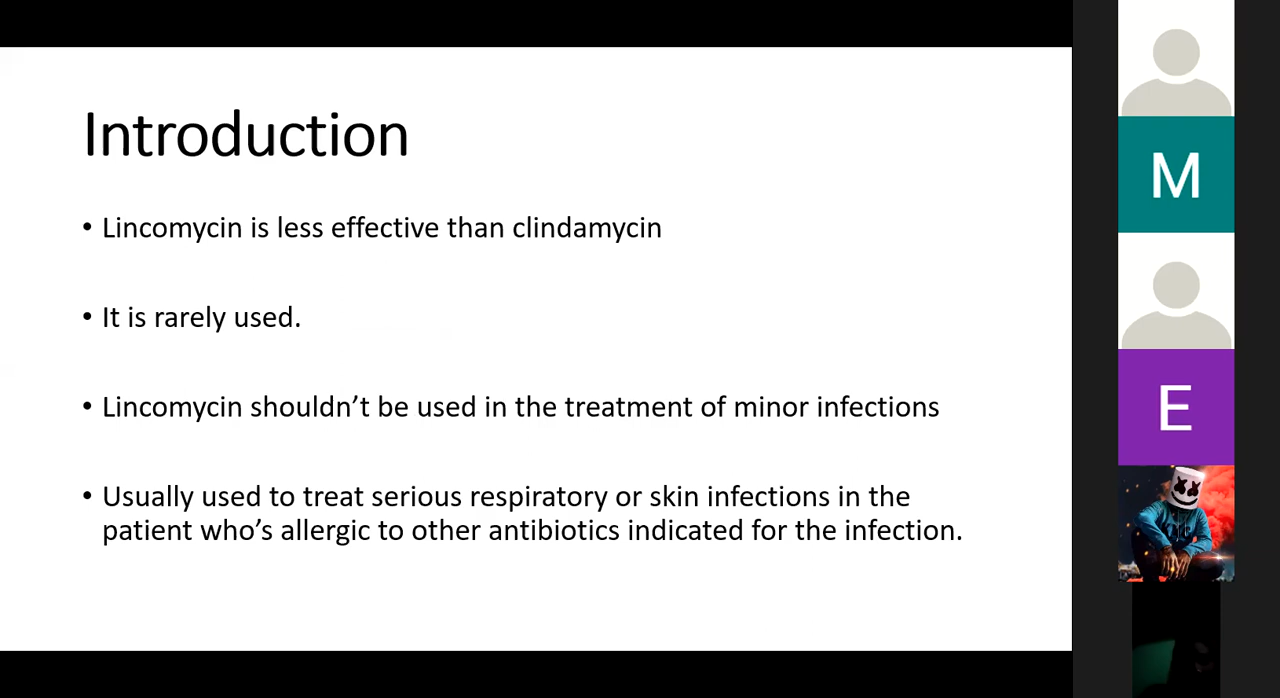 Introduction
• Lincomycin is less effective than clindamycin
• It is rarely used.
• Lincomycin shouldn’t be used in the treatment of minor infections
• Usually used to treat serious respiratory or skin infections in the
patient who’s allergic to other antibiotics indicated for the infection.
M
E